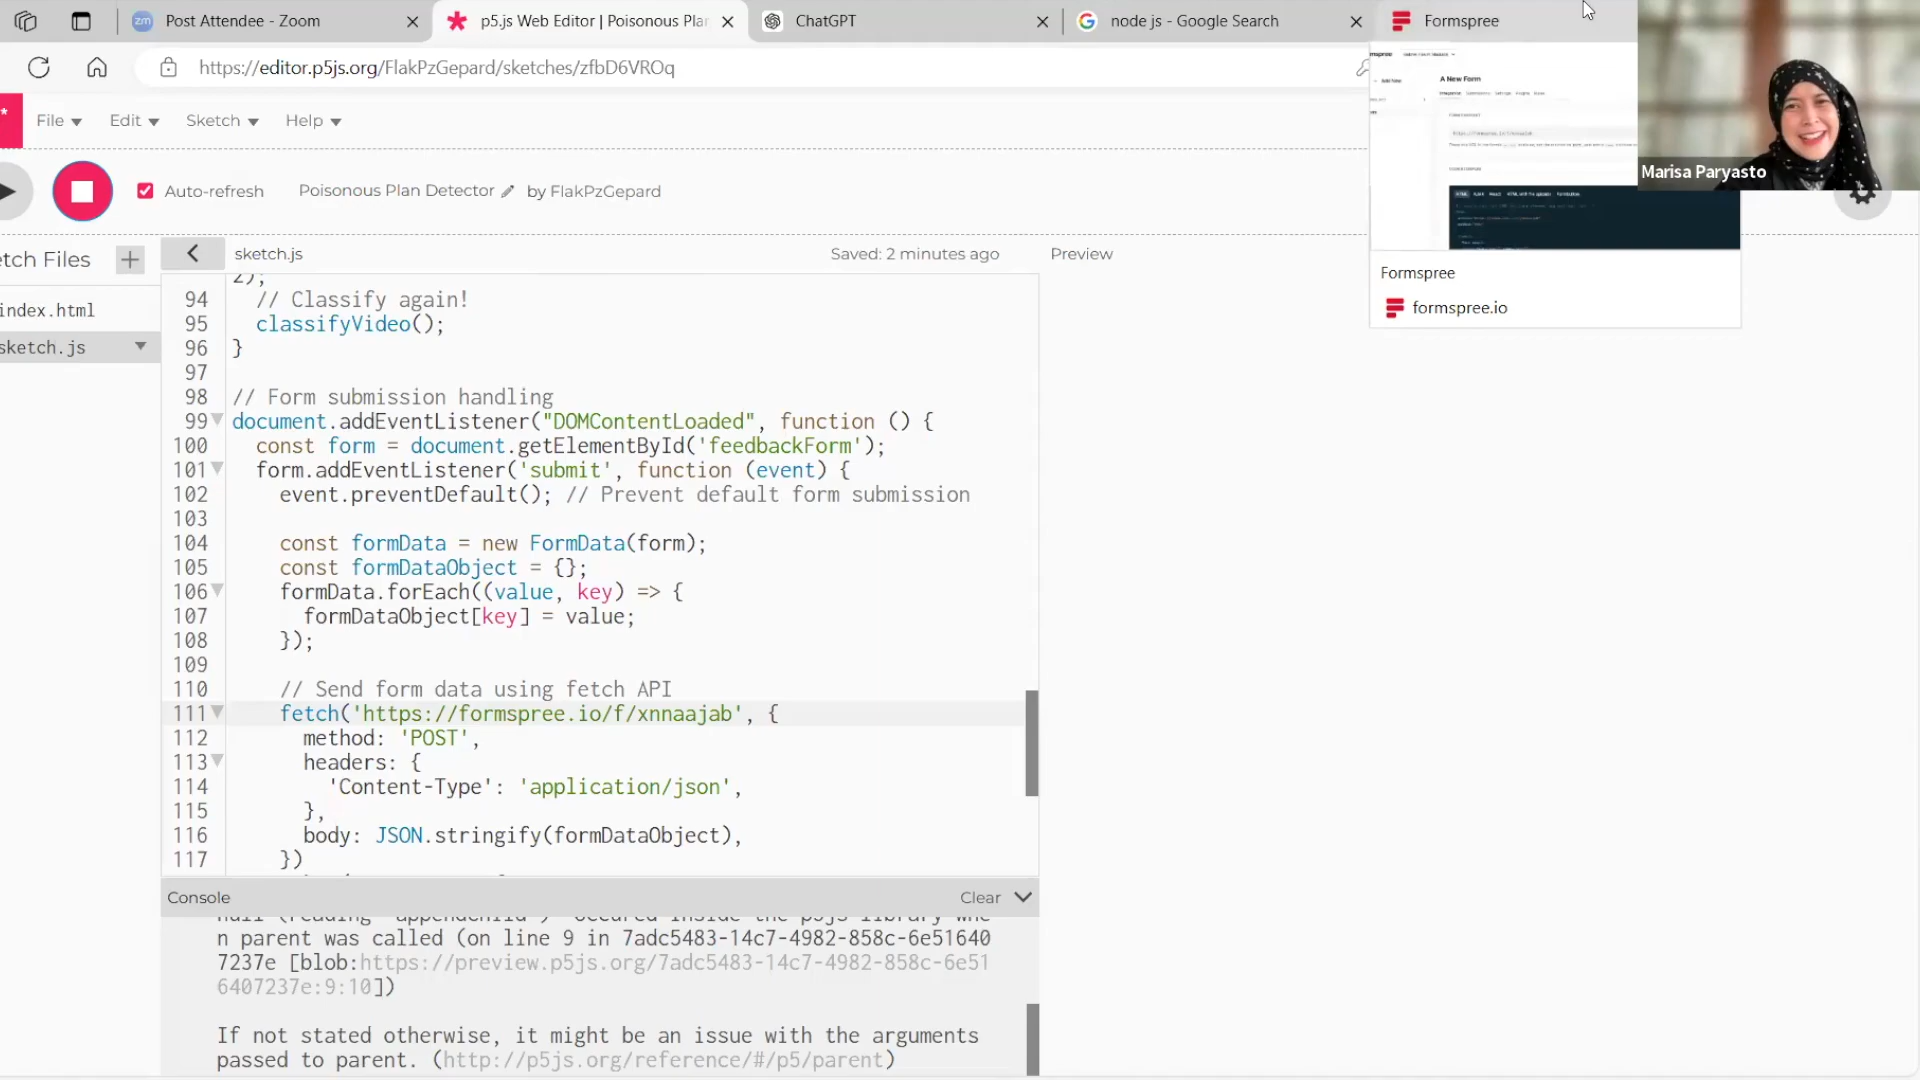 Post Attendee - Zoom
p5.js Web Editor | Poisonous Plan
ChatGPT
node js - Google Search
Formspree
https://editor.p5js.org/FlakPzGepard/sketches/zfbD6VROq
A New Form
File
Edit
Sketch
Help
Marisa Paryasto
Auto-refresh
Poisonous Plan Detector
by FlakPzGepard
etch Files
sketch.js
Saved: 2 minutes ago
Preview
Formspree
formspree.io
index.html
sketch.js
2);
94 // Classify again!
95 classifyVideo();
96 }
97
98 // Form submission handling
99 document.addEventListener("DOMContentLoaded", function () {
100 const form = document.getElementById('feedbackForm');
101 form.addEventListener('submit', function (event) {
102 event.preventDefault(); // Prevent default form submission
103
104 const formData = new FormData(form);
105 const formDataObject = {};
106 formData.forEach((value, key) => {
107 formDataObject[key] = value;
108 });
109
110 // Send form data using fetch API
111 fetch('https://formspree.io/f/xnnaajab', {
112 method: 'POST',
113 headers: {
114 'Content-Type': 'application/json',
115 },
116 body: JSON.stringify(formDataObject),
117 })
Console
Clear
null (reading 'appendChild')" occured inside the p5js library whe
n parent was called (on line 9 in 7adc5483-14c7-4982-858c-6e51640
7237e [blob:https://preview.p5js.org/7adc5483-14c7-4982-858c-6e51
6407237e:9:10])
If not stated otherwise, it might be an issue with the arguments
passed to parent. (http://p5js.org/reference/#/p5/parent)